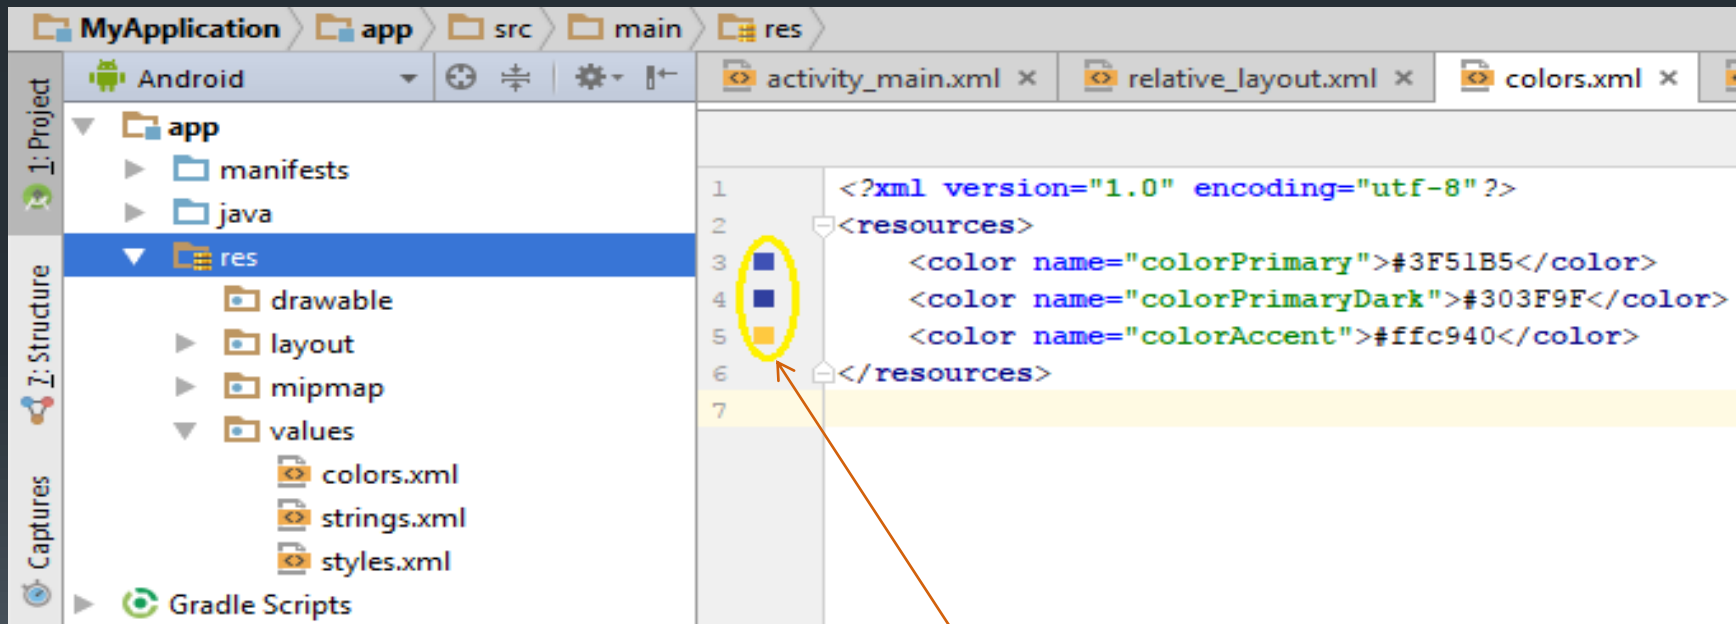 MyApplication app src main res
1: Project
7: Structure
Captures
Android
app
manifests
java
res
drawable
layout
mipmap
values
colors.xml
strings.xml
styles.xml
Gradle Scripts
activity_main.xml relative_layout.xml colors.xml
1 <?xml version="1.0" encoding="utf-8"?>
2 <resources>
3 <color name="colorPrimary">#3F51B5</color>
4 <color name="colorPrimaryDark">#303F9F</color>
5 <color name="colorAccent">#ffc940</color>
6 </resources>
7